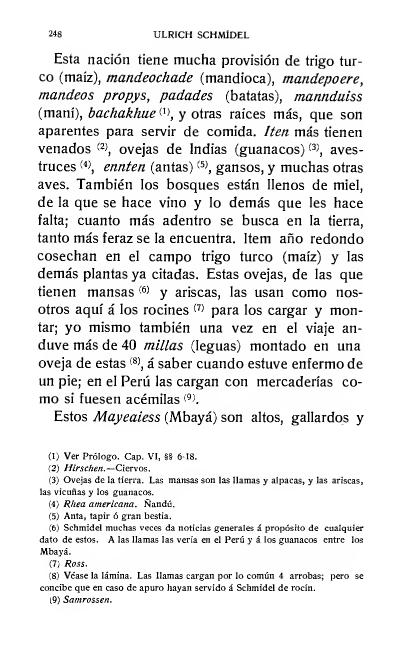 248 ULRICH SCHMÍDEL
Esta nación tiene mucha provisión de trigo tur-
co (maíz), mandeochade (mandioca), mandepoere,
mandeos propys, padades (batatas), mannduiss
(maní), bachakhue (1), y otras raíces más, que son
aparentes para servir de comida. Iten más tienen
venados (2), ovejas de Indias (guanacos) (3), aves-
truces (4), ennten (antas) (5), gansos, y muchas otras
aves. También los bosques están llenos de miel,
de la que se hace vino y lo demás que les hace
falta; cuanto más adentro se busca en la tierra,
tanto más feraz se la encuentra. Item año redondo
cosechan en el campo trigo turco (maíz) y las
demás plantas ya citadas. Estas ovejas, de las que
tienen mansas (6) y ariscas, las usan como nos-
otros aquí á los rocines (7) para los cargar y mon-
tar; yo mismo también una vez en el viaje an-
duve más de 40 millas (leguas) montado en una
oveja de estas (8), á saber cuando estuve enfermo de
un pie; en el Perú las cargan con mercaderías co-
mo si fuesen acémilas (9).
Estos Mayeaiess (Mbayá) son altos, gallardos y
(1) Ver Prólogo. Cap. VI, §§ 6-18.
(2) Hirschen.—Ciervos.
(3) Ovejas de la tierra. Las mansas son las llamas y alpacas, y las ariscas,
las vicuñas y los guanacos.
(4) Rhea americana. Ñandú.
(5) Anta, tapir ó gran bestia.
(6) Schmidel muchas veces da noticias generales á propósito de cualquier
dato de estos. A las llamas las vería en el Perú y á los guanacos entre los
Mbayá.
(7) Ross.
(8) Véase la lámina. Las llamas cargan por lo común 4 arrobas; pero se
concibe que en caso de apuro hayan servido á Schmidel de rocín.
(9) Samrossen.